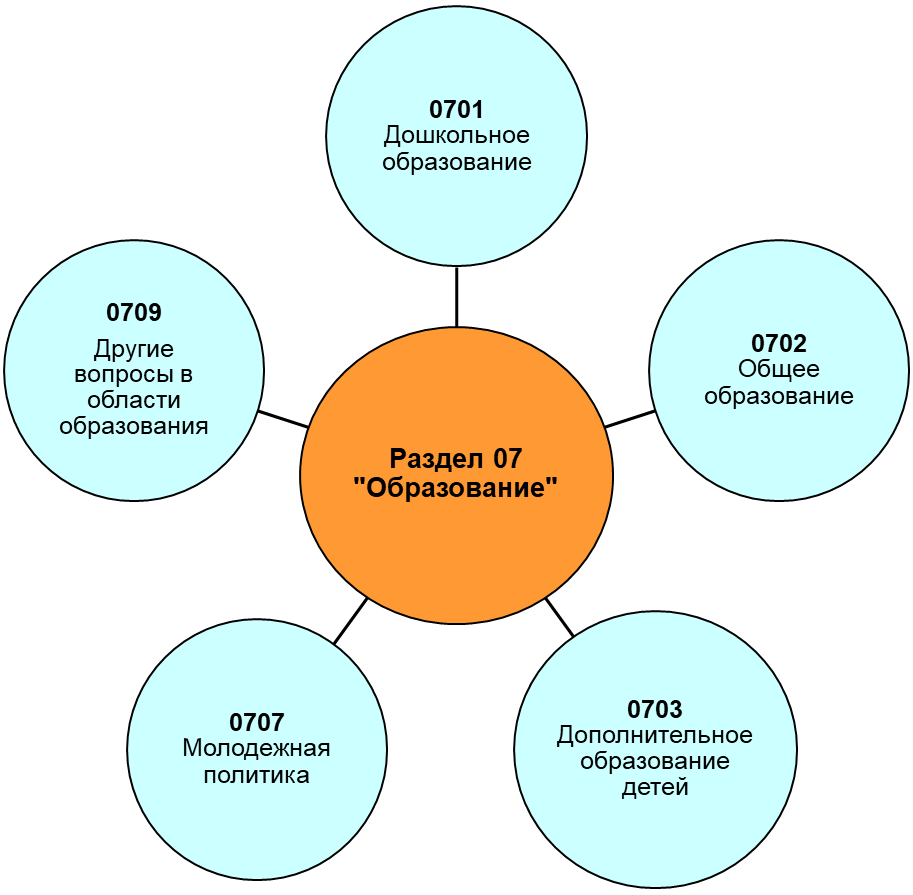 0701
Дошкольное
образование
0709
Другие
вопросы в
области
образования
0702
Общее
образование
Раздел 07
"Образование"
0707
Молодежная
политика
0703
Дополнительное
образование
детей